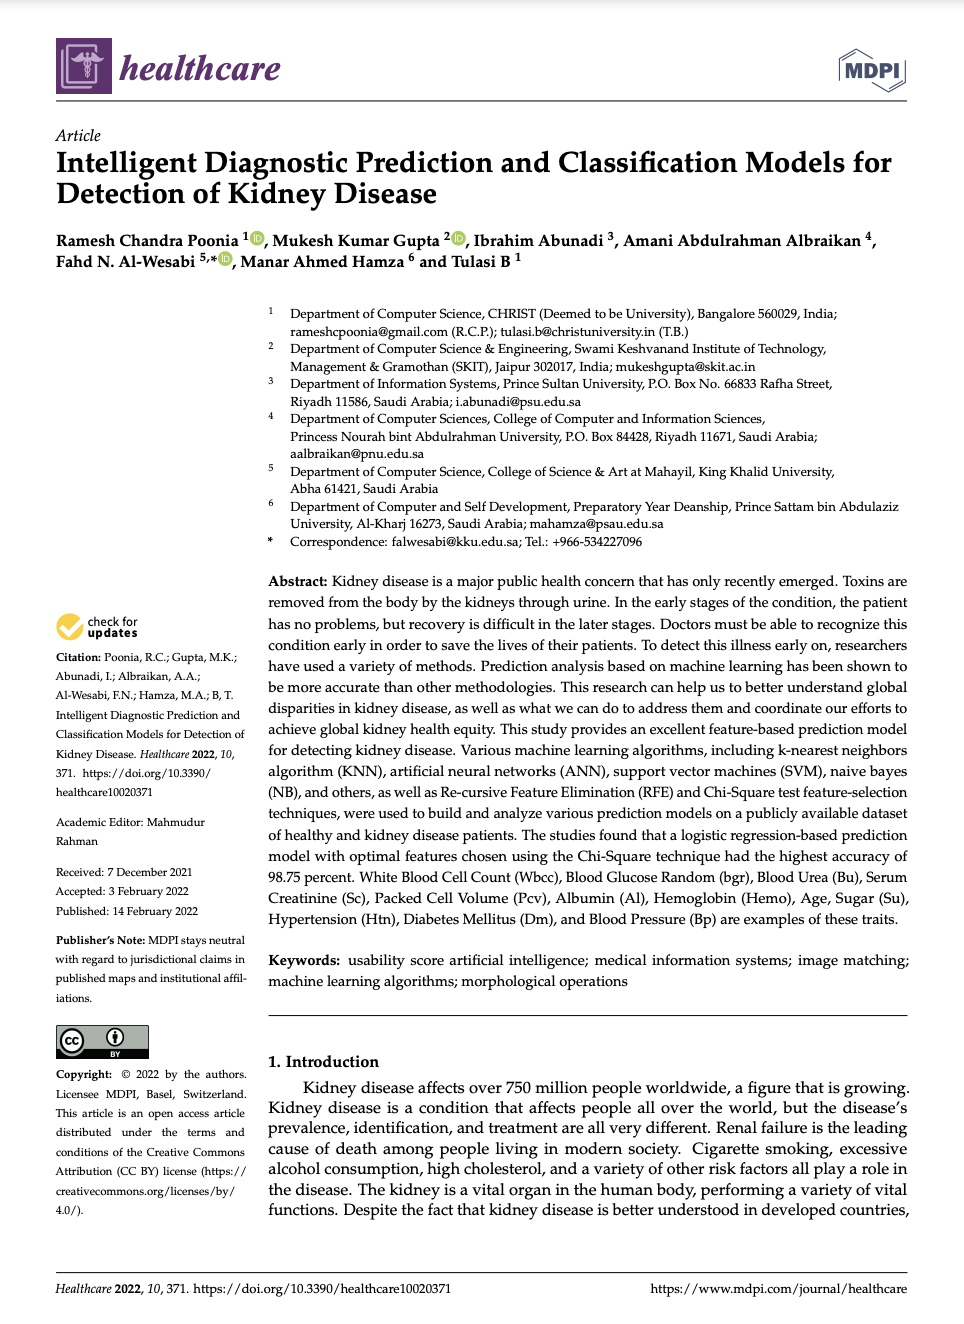 healthcare
MDPI
Article
Intelligent Diagnostic Prediction and Classification Models for
Detection of Kidney Disease
Ramesh Chandra Poonia 1 iD, Mukesh Kumar Gupta 2 iD, Ibrahim Abunadi 3, Amani Abdulrahman Albraikan 4,
Fahd N. Al-Wesabi 5,* iD, Manar Ahmed Hamza 6 and Tulasi B 1
1 Department of Computer Science, CHRIST (Deemed to be University), Bangalore 560029, India;
rameshcpoonia@gmail.com (R.C.P.); tulasi.b@christuniversity.in (T.B.)
2 Department of Computer Science & Engineering, Swami Keshvanand Institute of Technology,
Management & Gramothan (SKIT), Jaipur 302017, India; mukeshgupta@skit.ac.in
3 Department of Information Systems, Prince Sultan University, P.O. Box No. 66833 Rafha Street,
Riyadh 11586, Saudi Arabia; i.abunadi@psu.edu.sa
4 Department of Computer Sciences, College of Computer and Information Sciences,
Princess Nourah bint Abdulrahman University, P.O. Box 84428, Riyadh 11671, Saudi Arabia;
aalbraikan@pnu.edu.sa
5 Department of Computer Science, College of Science & Art at Mahayil, King Khalid University,
Abha 61421, Saudi Arabia
6 Department of Computer and Self Development, Preparatory Year Deanship, Prince Sattam bin Abdulaziz
University, Al-Kharj 16273, Saudi Arabia; mahamza@psau.edu.sa
* Correspondence: falwesabi@kku.edu.sa; Tel.: +966-534227096
Abstract: Kidney disease is a major public health concern that has only recently emerged. Toxins are
removed from the body by the kidneys through urine. In the early stages of the condition, the patient
has no problems, but recovery is difficult in the later stages. Doctors must be able to recognize this
condition early in order to save the lives of their patients. To detect this illness early on, researchers
have used a variety of methods. Prediction analysis based on machine learning has been shown to
be more accurate than other methodologies. This research can help us to better understand global
disparities in kidney disease, as well as what we can do to address them and coordinate our efforts to
achieve global kidney health equity. This study provides an excellent feature-based prediction model
for detecting kidney disease. Various machine learning algorithms, including k-nearest neighbors
algorithm (KNN), artificial neural networks (ANN), support vector machines (SVM), naive bayes
(NB), and others, as well as Re-cursive Feature Elimination (RFE) and Chi-Square test feature-selection
techniques, were used to build and analyze various prediction models on a publicly available dataset
of healthy and kidney disease patients. The studies found that a logistic regression-based prediction
model with optimal features chosen using the Chi-Square technique had the highest accuracy of
98.75 percent. White Blood Cell Count (Wbcc), Blood Glucose Random (bgr), Blood Urea (Bu), Serum
Creatinine (Sc), Packed Cell Volume (Pcv), Albumin (Al), Hemoglobin (Hemo), Age, Sugar (Su),
Hypertension (Htn), Diabetes Mellitus (Dm), and Blood Pressure (Bp) are examples of these traits.
Keywords: usability score artificial intelligence; medical information systems; image matching;
machine learning algorithms; morphological operations
check for
updates
Citation: Poonia, R.C.; Gupta, M.K.;
Abunadi, I.; Albraikan, A.A.;
Al-Wesabi, F.N.; Hamza, M.A.; B, T.
Intelligent Diagnostic Prediction and
Classification Models for Detection of
Kidney Disease. Healthcare 2022, 10,
371. https://doi.org/10.3390/
healthcare10020371
Academic Editor: Mahmudur
Rahman
Received: 7 December 2021
Accepted: 3 February 2022
Published: 14 February 2022
Publisher's Note: MDPI stays neutral
with regard to jurisdictional claims in
published maps and institutional affil-
iations.
cc
BY
Copyright: © 2022 by the authors.
Licensee MDPI, Basel, Switzerland.
This article is an open access article
distributed under the terms and
conditions of the Creative Commons
Attribution (CC BY) license (https://
creativecommons.org/licenses/by/
4.0/).
1. Introduction
Kidney disease affects over 750 million people worldwide, a figure that is growing.
Kidney disease is a condition that affects people all over the world, but the disease's
prevalence, identification, and treatment are all very different. Renal failure is the leading
cause of death among people living in modern society. Cigarette smoking, excessive
alcohol consumption, high cholesterol, and a variety of other risk factors all play a role in
the disease. The kidney is a vital organ in the human body, performing a variety of vital
functions. Despite the fact that kidney disease is better understood in developed countries,
Healthcare 2022, 10, 371. https://doi.org/10.3390/healthcare10020371
https://www.mdpi.com/journal/healthcare